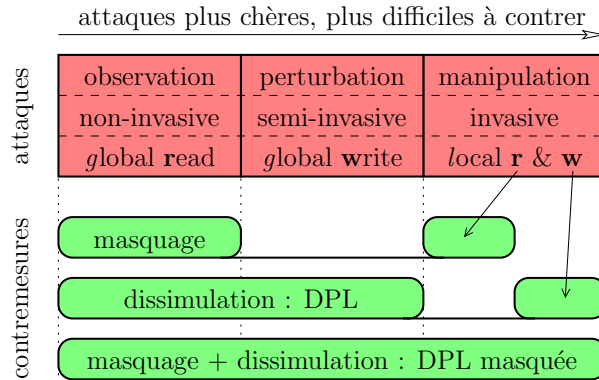 attaques plus chères, plus difficiles à contrer
attaques
observation perturbation manipulation
non-invasive semi-invasive invasive
global read global write local r & w
contremesures
masquage
dissimulation : DPL
masquage + dissimulation : DPL masquée